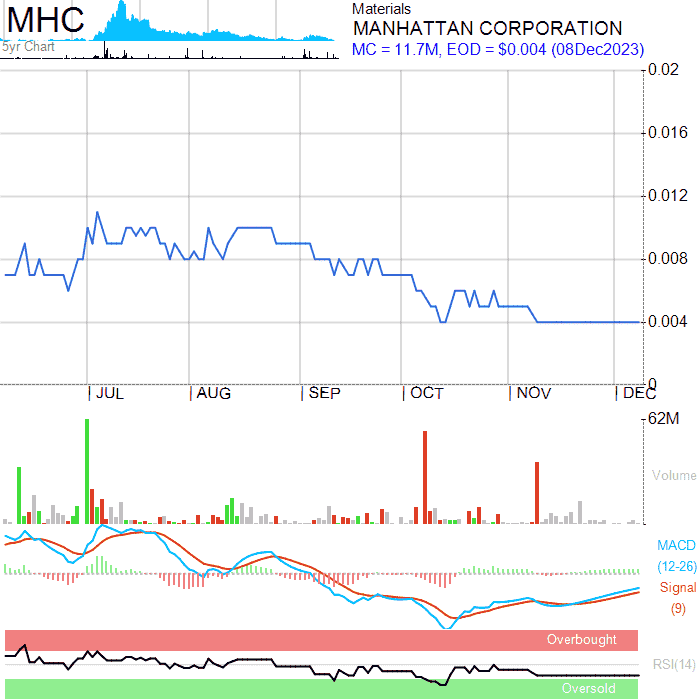 MHC
5yr Chart
Materials
MANHATTAN CORPORATION
MC = 11.7M, EOD = $0.004 (08Dec2023)
0.02
0.016
0.012
0.008
0.004
0
JUL AUG SEP OCT NOV DEC
62M
Volume
MACD
(12-26)
Signal
(9)
Overbought
RSI(14)
Oversold